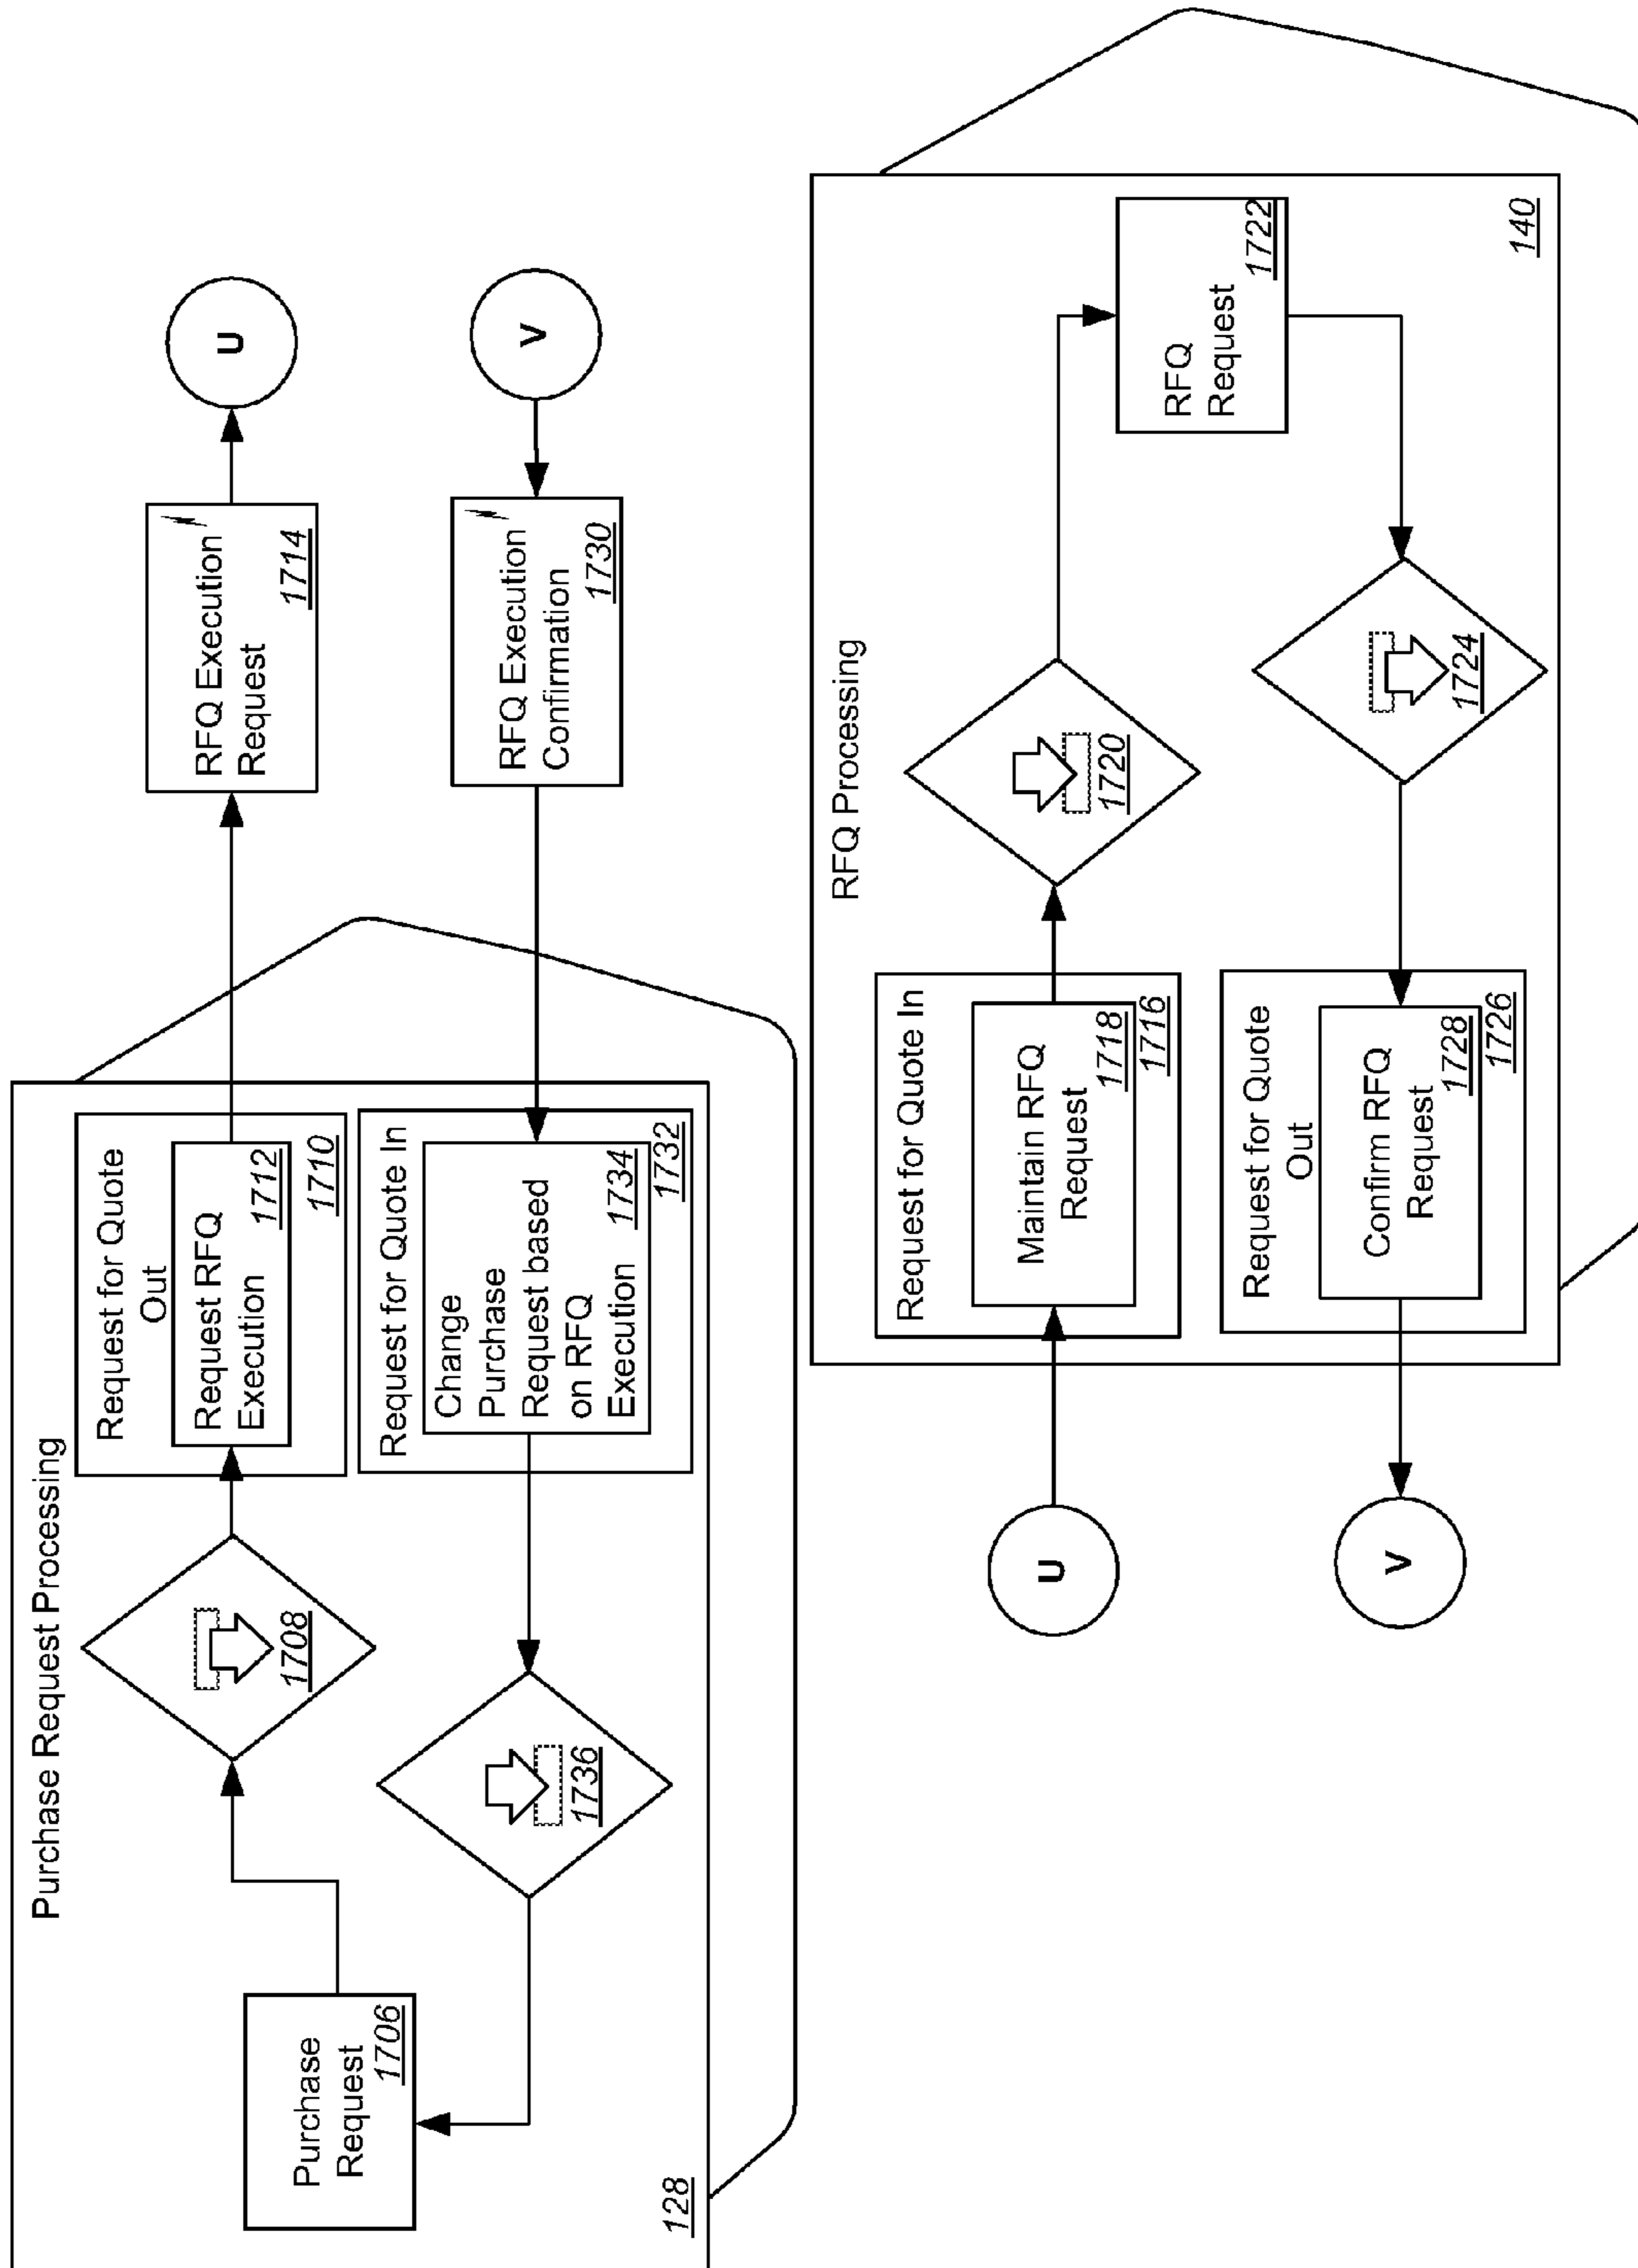 Purchase Request Processing
Purchase
Request
1706
1708
Request for Quote
Out
Request RFQ
Execution
1712
1710
RFQ Execution
Request
1714
U
V
RFQ Execution
Confirmation
1730
Request for Quote In
Change
Purchase
Request based
on RFQ
Execution
1734
1732
1736
128
RFQ Processing
U
Request for Quote In
Maintain RFQ
Request
1718
1716
1720
RFQ
Request
1722
1724
Request for Quote
Out
Confirm RFQ
Request
1728
1726
V
140